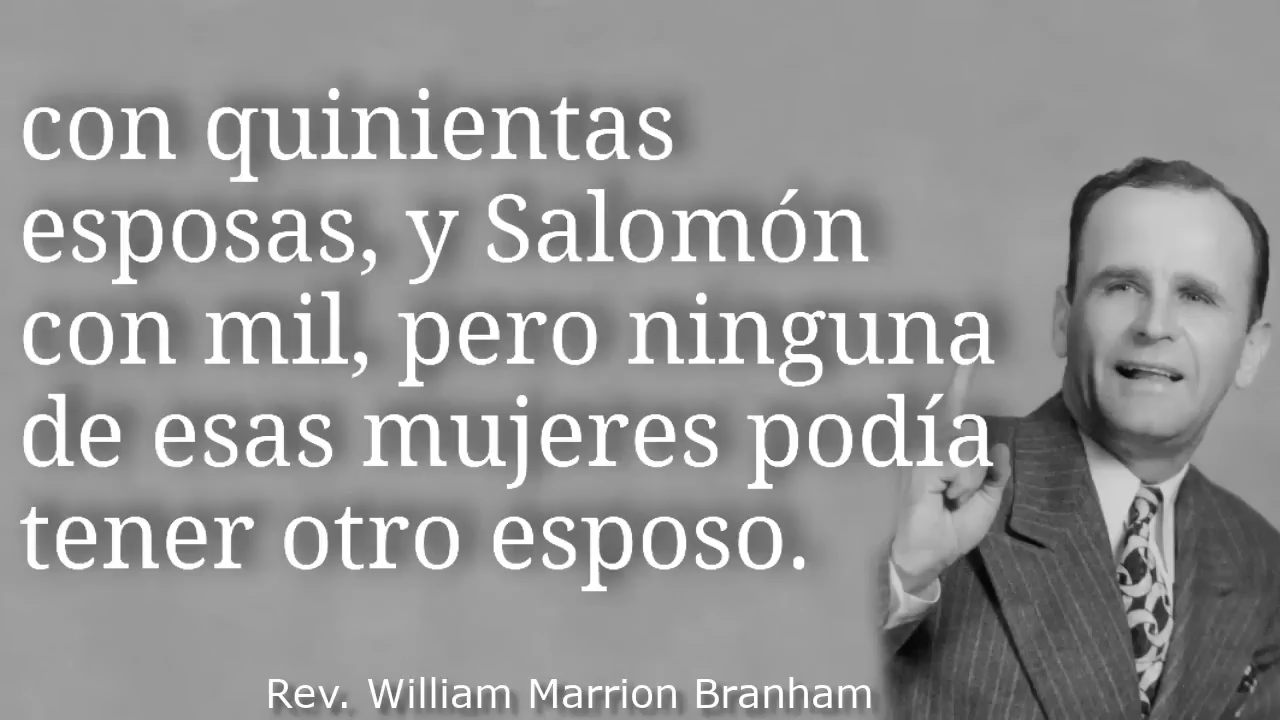 con quinientas
esposas, y Salomón
con mil, pero ninguna
de esas mujeres podía
tener otro esposo.
Rev. William Marrion Branham